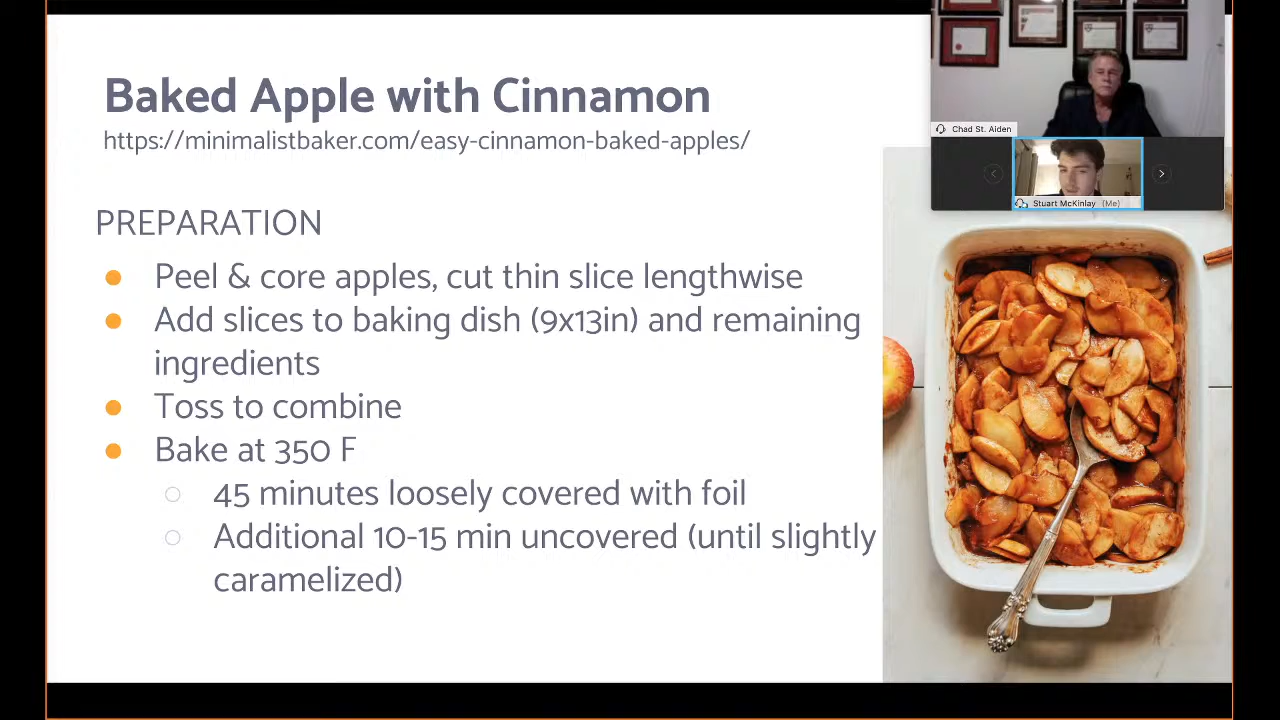 Baked Apple with Cinnamon
https://minimalistbaker.com/easy-cinnamon-baked-apples/
PREPARATION
Peel & core apples, cut thin slice lengthwise
Add slices to baking dish (9x13in) and remaining
ingredients
Toss to combine
Bake at 350 F
45 minutes loosely covered with foil
Additional 10-15 min uncovered (until slightly
caramelized)
Chad St. Aiden
Stuart McKinlay (Me)